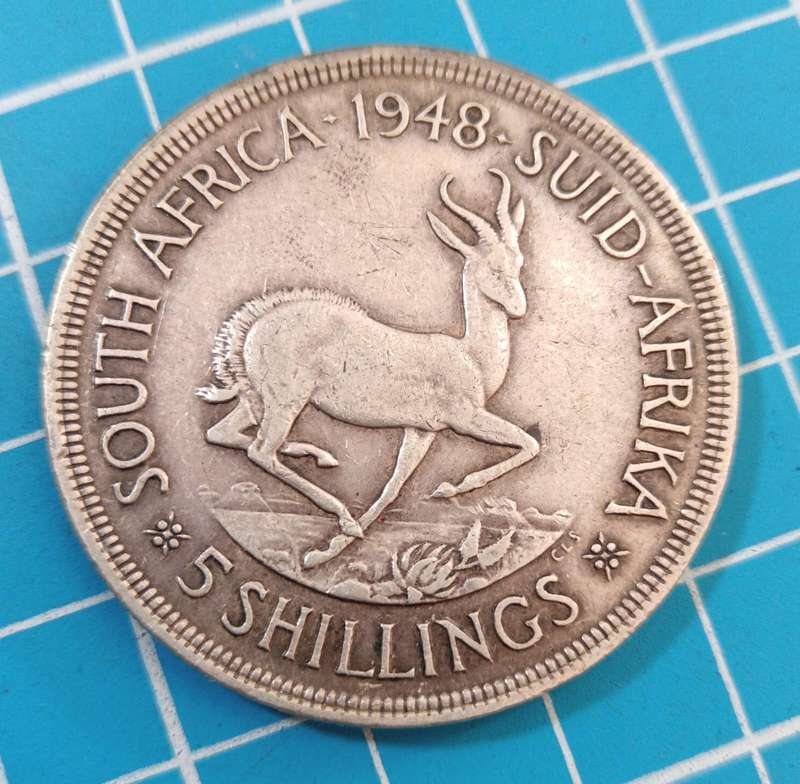 SOUTH AFRICA · 1948 · SUID-AFRIKA
5 SHILLINGS
CLS